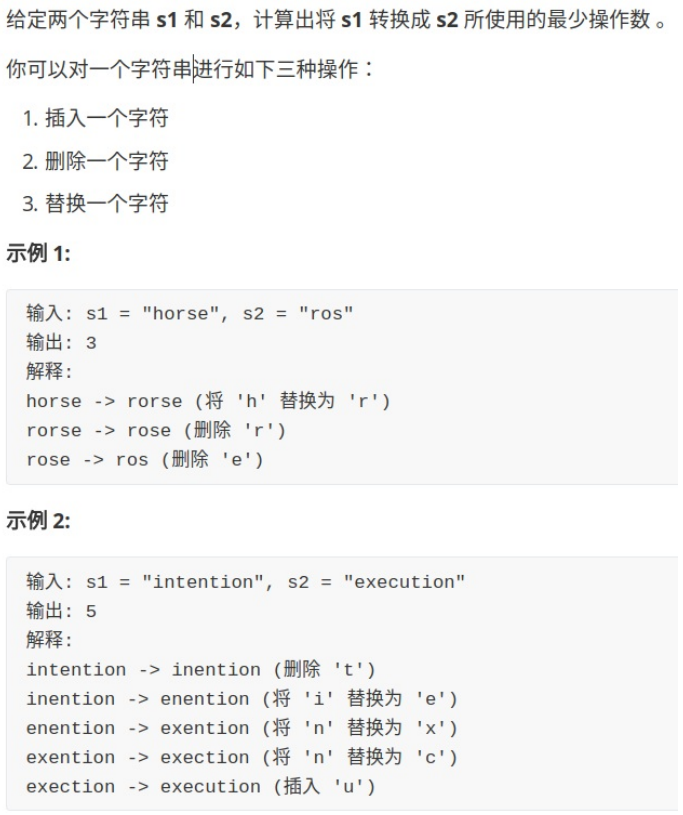 给定两个字符串 s1 和 s2，计算出将 s1 转换成 s2 所使用的最少操作数 。
你可以对一个字符串进行如下三种操作：
1. 插入一个字符
2. 删除一个字符
3. 替换一个字符
示例 1:
输入: s1 = "horse", s2 = "ros"
输出: 3
解释:
horse -> rorse (将 'h' 替换为 'r')
rorse -> rose (删除 'r')
rose -> ros (删除 'e')
示例 2:
输入: s1 = "intention", s2 = "execution"
输出: 5
解释:
intention -> inention (删除 't')
inention -> enention (将 'i' 替换为 'e')
enention -> exention (将 'n' 替换为 'x')
exention -> exection (将 'n' 替换为 'c')
exection -> execution (插入 'u')